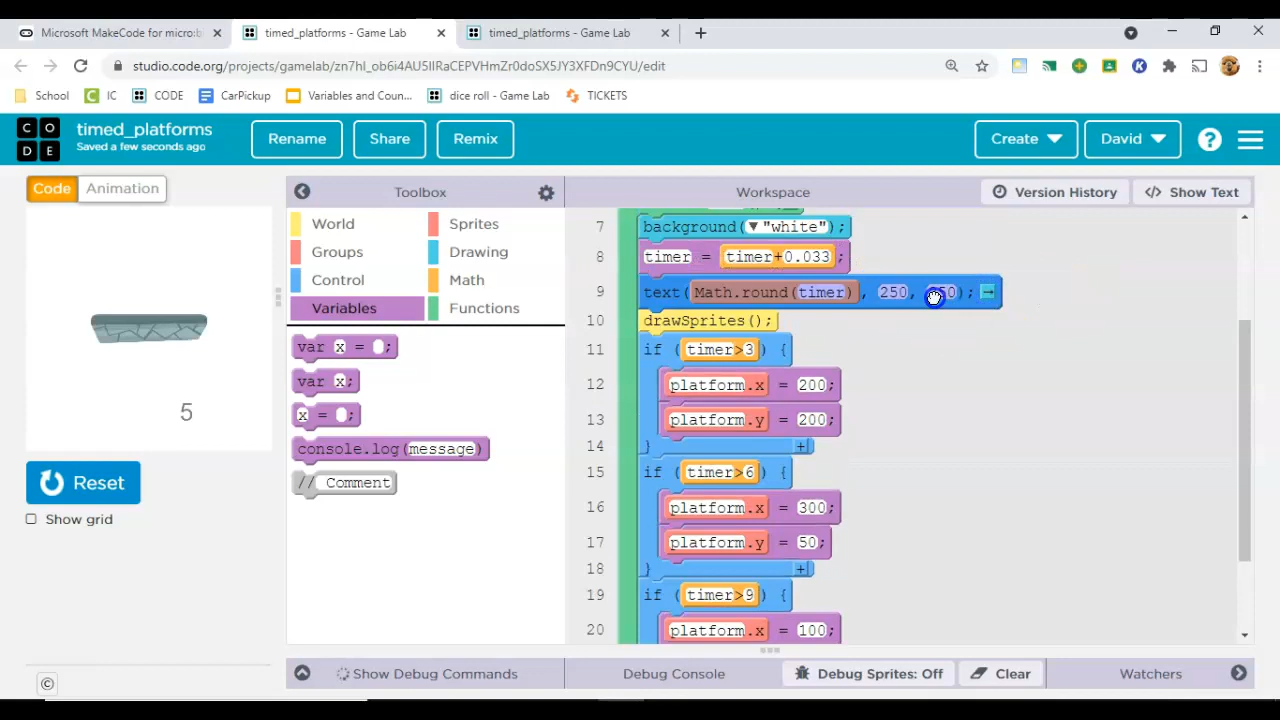 Microsoft MakeCode for micro:b
timed_platforms - Game Lab
timed_platforms - Game Lab
studio.code.org/projects/gamelab/zn7hl_ob6i4AU5IIRaCEPVHmZr0doSX5JY3XFDn9CYU/edit
School
IC
CODE
CarPickup
Variables and Coun...
dice roll - Game Lab
TICKETS
CO
DE
timed_platforms
Saved a few seconds ago
Rename
Share
Remix
Create
David
?
Code
Animation
Toolbox
Workspace
Version History
</> Show Text
World
Sprites
Groups
Drawing
Control
Math
Variables
Functions
var x = ;
var x;
x = ;
console.log(message)
// Comment
5
Reset
Show grid
7 background("white");
8 timer = timer+0.033;
9 text(Math.round(timer), 250, 50);
10 drawSprites();
11 if (timer>3) {
12 platform.x = 200;
13 platform.y = 200;
14 }
15 if (timer>6) {
16 platform.x = 300;
17 platform.y = 50;
18 }
19 if (timer>9) {
20 platform.x = 100;
Show Debug Commands
Debug Console
Debug Sprites: Off
Clear
Watchers
©